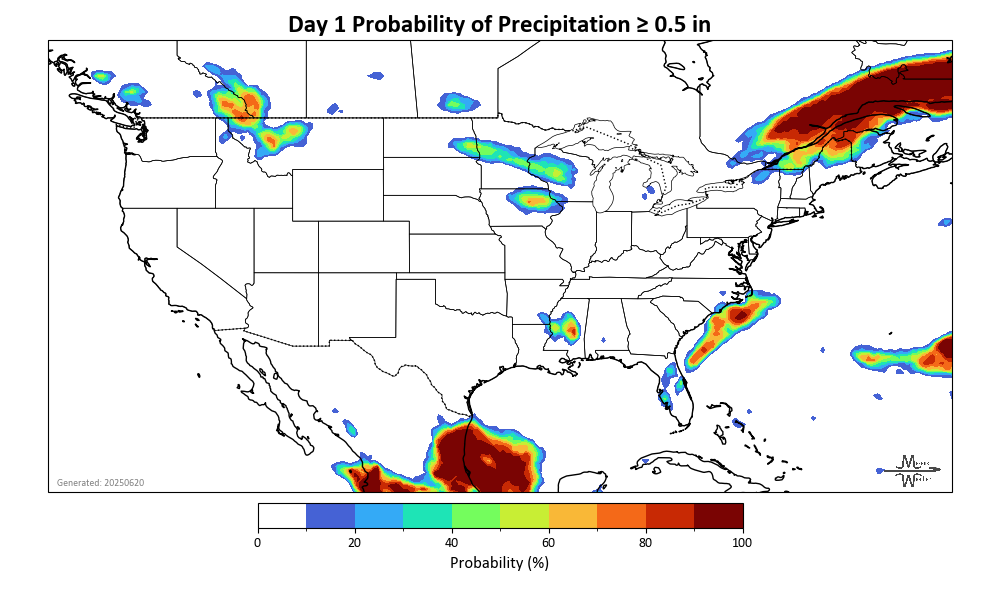 Day 1 Probability of Precipitation ≥ 0.5 in
Generated: 20250620
0 20 40 60 80 100
Probability (%)